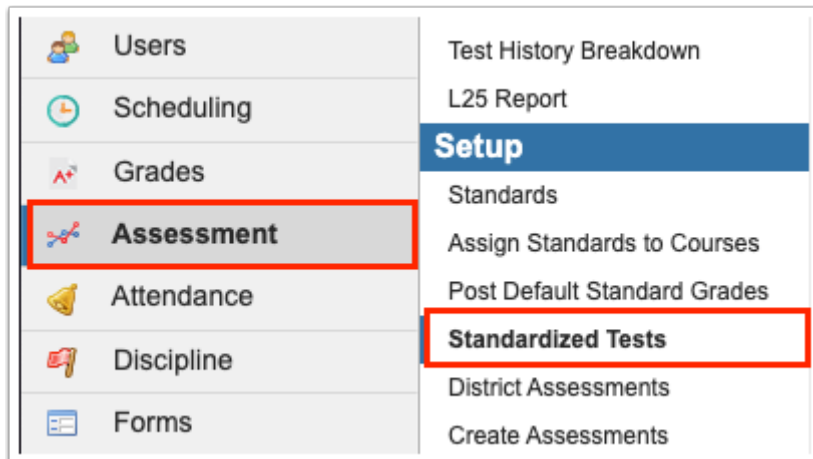 Users
Scheduling
A+ Grades
Assessment
Attendance
Discipline
Forms
Test History Breakdown
L25 Report
Setup
Standards
Assign Standards to Courses
Post Default Standard Grades
Standardized Tests
District Assessments
Create Assessments